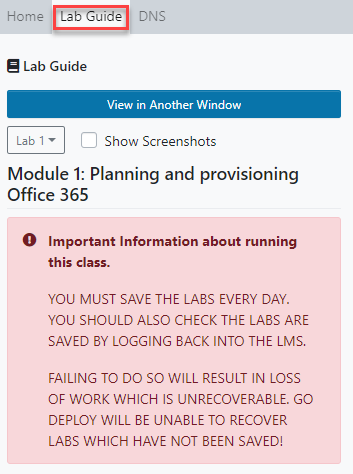 Home Lab Guide DNS
Lab Guide
View in Another Window
Lab 1 Show Screenshots
Module 1: Planning and provisioning
Office 365
Important Information about running
this class.
YOU MUST SAVE THE LABS EVERY DAY.
YOU SHOULD ALSO CHECK THE LABS ARE
SAVED BY LOGGING BACK INTO THE LMS.
FAILING TO DO SO WILL RESULT IN LOSS
OF WORK WHICH IS UNRECOVERABLE. GO
DEPLOY WILL BE UNABLE TO RECOVER
LABS WHICH HAVE NOT BEEN SAVED!